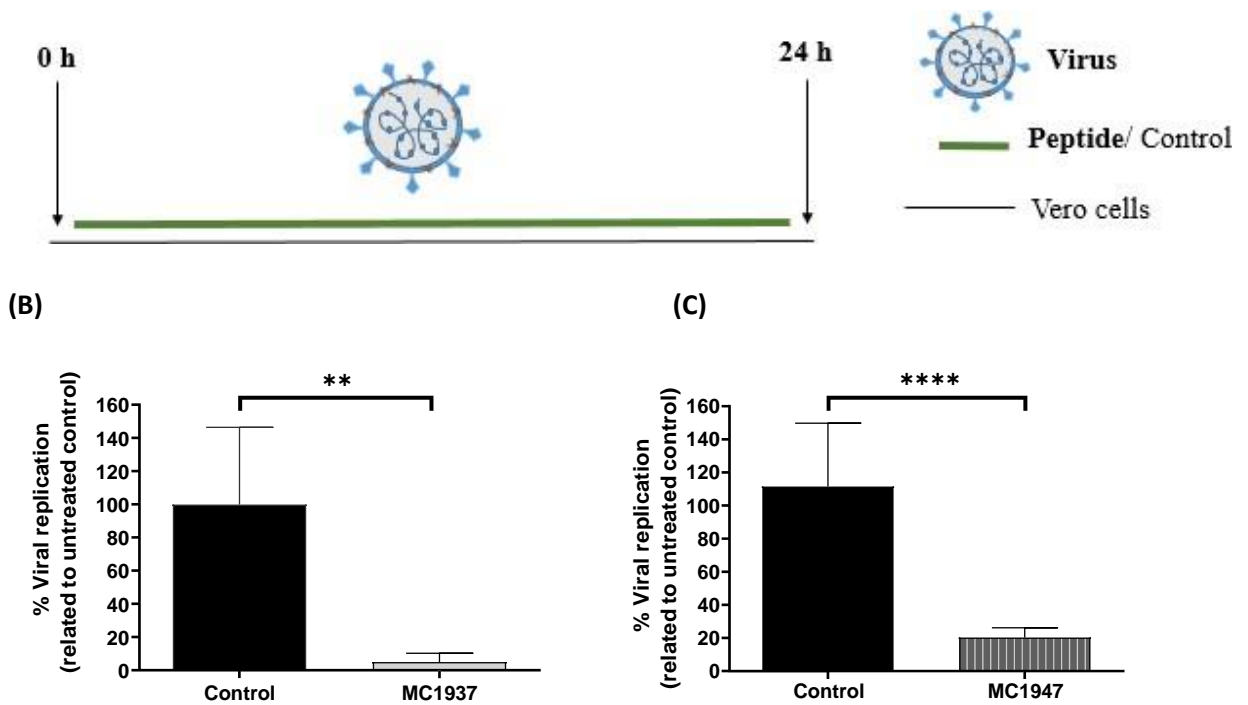 0 h
24 h
Virus
Peptide/ Control
Vero cells
(B)
(C)
**
% Viral replication
(related to untreated control)
160
140
120
100
80
60
40
20
0
Control
MC1937
****
% Viral replication
(related to untreated control)
160
140
120
100
80
60
40
20
0
Control
MC1947